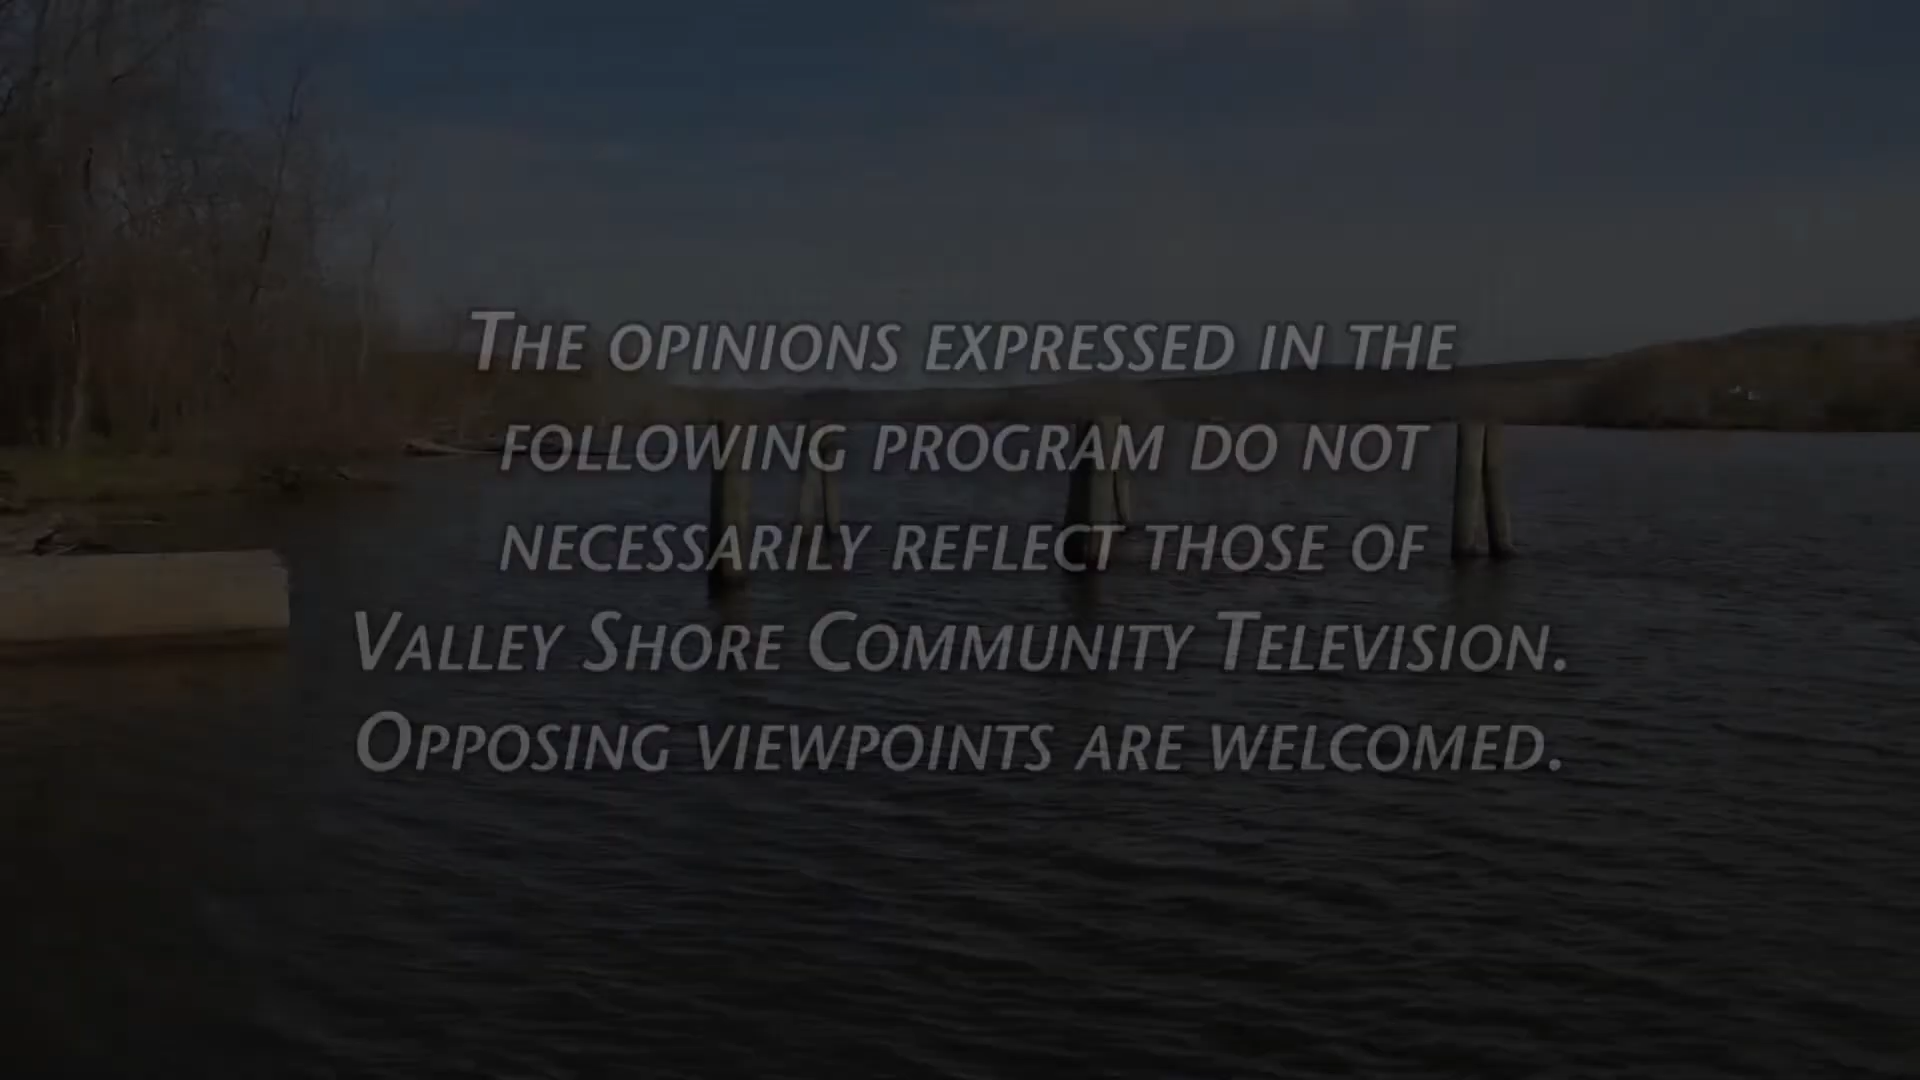 The opinions expressed in the
following program do not
necessarily reflect those of
Valley Shore Community Television.
Opposing viewpoints are welcomed.